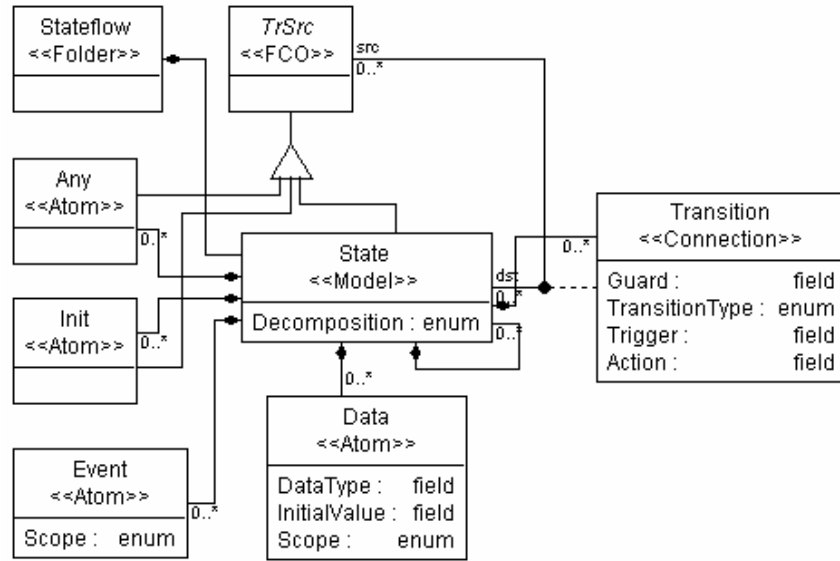 Stateflow
<<Folder>>
TrSrc
<<FCO>>
src
0..*
Any
<<Atom>>
0..*
State
<<Model>>
Decomposition : enum
dst
0..*
0..*
0..*
Transition
<<Connection>>
Guard : field
TransitionType : enum
Trigger : field
Action : field
Init
<<Atom>>
0..*
0..*
Data
<<Atom>>
DataType : field
InitialValue : field
Scope : enum
Event
<<Atom>>
Scope : enum
0..*